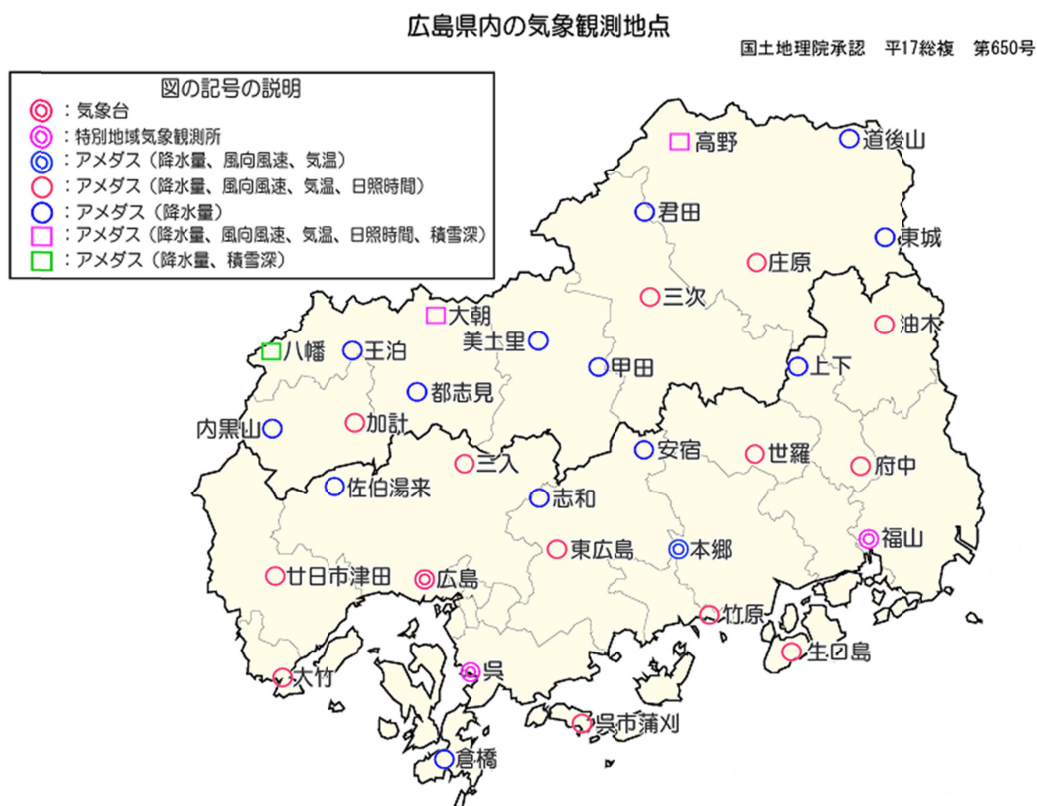 広島県内の気象観測地点
国土地理院承認　平17総複　第650号
図の記号の説明
：気象台
：特別地域気象観測所
：アメダス（降水量、風向風速、気温）
：アメダス（降水量、風向風速、気温、日照時間）
：アメダス（降水量）
：アメダス（降水量、風向風速、気温、日照時間、積雪深）
：アメダス（降水量、積雪深）
高野
道後山
君田
東城
庄原
三次
大朝
油木
美土里
八幡
王泊
甲田
上下
都志見
加計
内黒山
安宿
世羅
三入
府中
佐伯湯来
志和
福山
東広島
本郷
廿日市津田
広島
竹原
生口島
大竹
呉
呉市蒲刈
倉橋